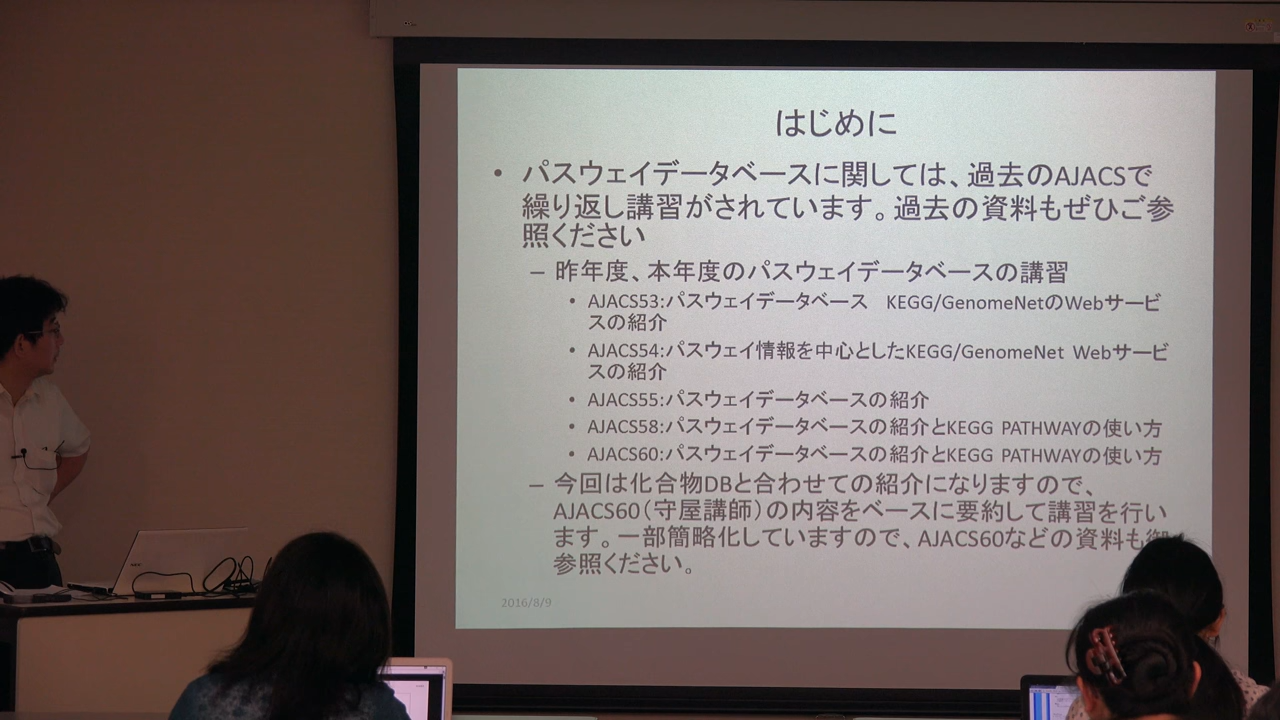 はじめに
• パスウェイデータベースに関しては、過去のAJACSで
繰り返し講習がされています。過去の資料もぜひご参
照ください
– 昨年度、本年度のパスウェイデータベースの講習
• AJACS53:パスウェイデータベース　KEGG/GenomeNetのWebサービ
スの紹介
• AJACS54:パスウェイ情報を中心としたKEGG/GenomeNet Webサービ
スの紹介
• AJACS55:パスウェイデータベースの紹介
• AJACS58:パスウェイデータベースの紹介とKEGG PATHWAYの使い方
• AJACS60:パスウェイデータベースの紹介とKEGG PATHWAYの使い方
– 今回は化合物DBと合わせての紹介になりますので、
AJACS60（守屋講師）の内容をベースに要約して講習を行い
ます。一部簡略化していますので、AJACS60などの資料も御
参照ください。
2016/8/9